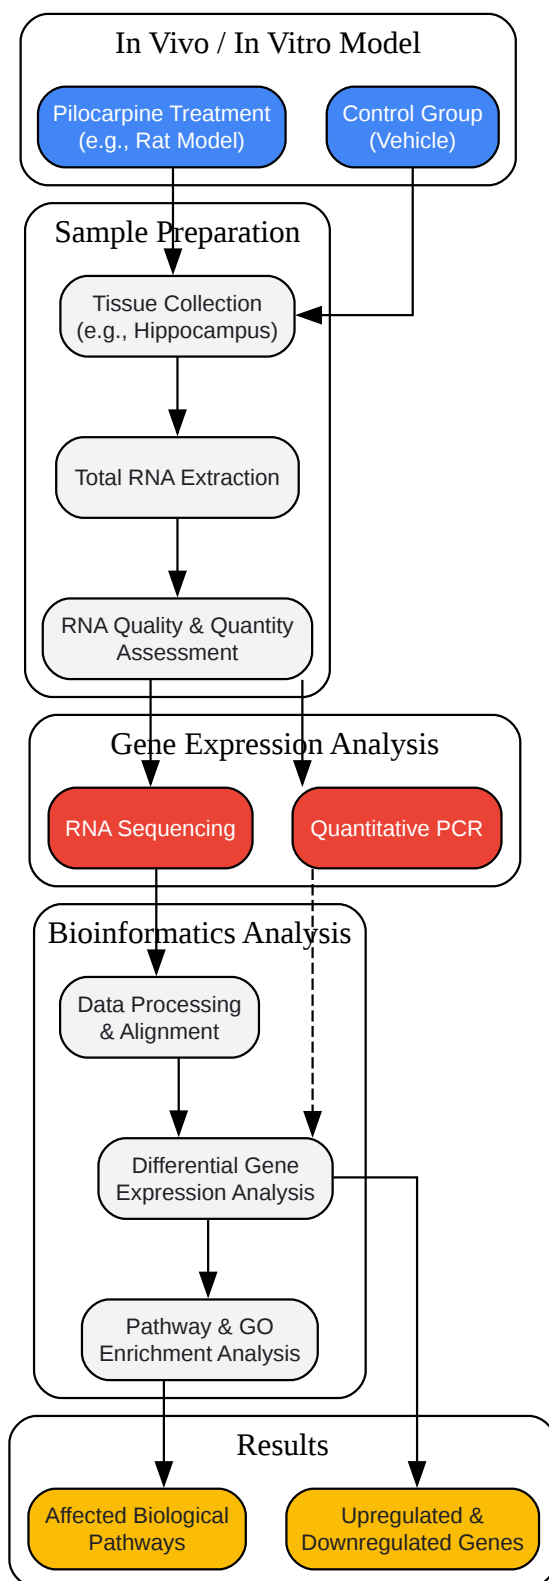 In Vivo / In Vitro Model
Pilocarpine Treatment
(e.g., Rat Model)
Control Group
(Vehicle)
Sample Preparation
Tissue Collection
(e.g., Hippocampus)
Total RNA Extraction
RNA Quality & Quantity
Assessment
Gene Expression Analysis
RNA Sequencing
Quantitative PCR
Bioinformatics Analysis
Data Processing
& Alignment
Differential Gene
Expression Analysis
Pathway & GO
Enrichment Analysis
Results
Affected Biological
Pathways
Upregulated &
Downregulated Genes